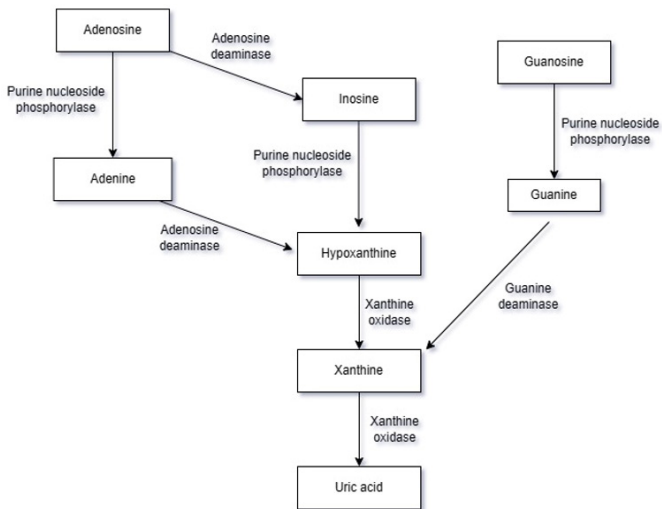 Adenosine
Adenosine
deaminase
Guanosine
Purine nucleoside
phosphorylase
Inosine
Purine nucleoside
phosphorylase
Purine nucleoside
phosphorylase
Adenine
Guanine
Adenosine
deaminase
Hypoxanthine
Guanine
deaminase
Xanthine
oxidase
Xanthine
Xanthine
oxidase
Uric acid